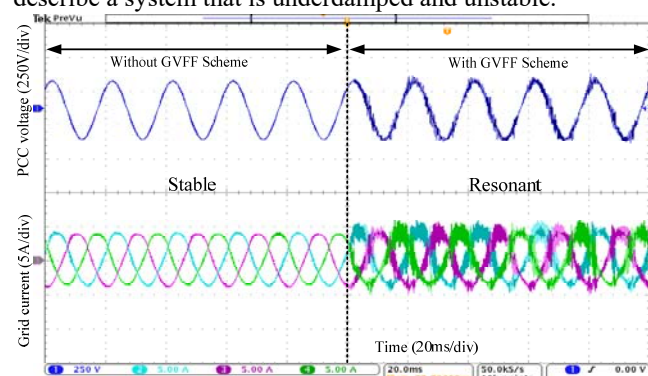 describe a system that is underdamped and unstable.
Tek PreVu
Without GVFF Scheme
With GVFF Scheme
PCC voltage (250V/div)
Stable
Resonant
Grid current (5A/div)
Time (20ms/div)
1 250 V 2 5.00 A 3 5.00 A 4 5.00 A 20.0ms 50.0kS/s 1 0.00 V